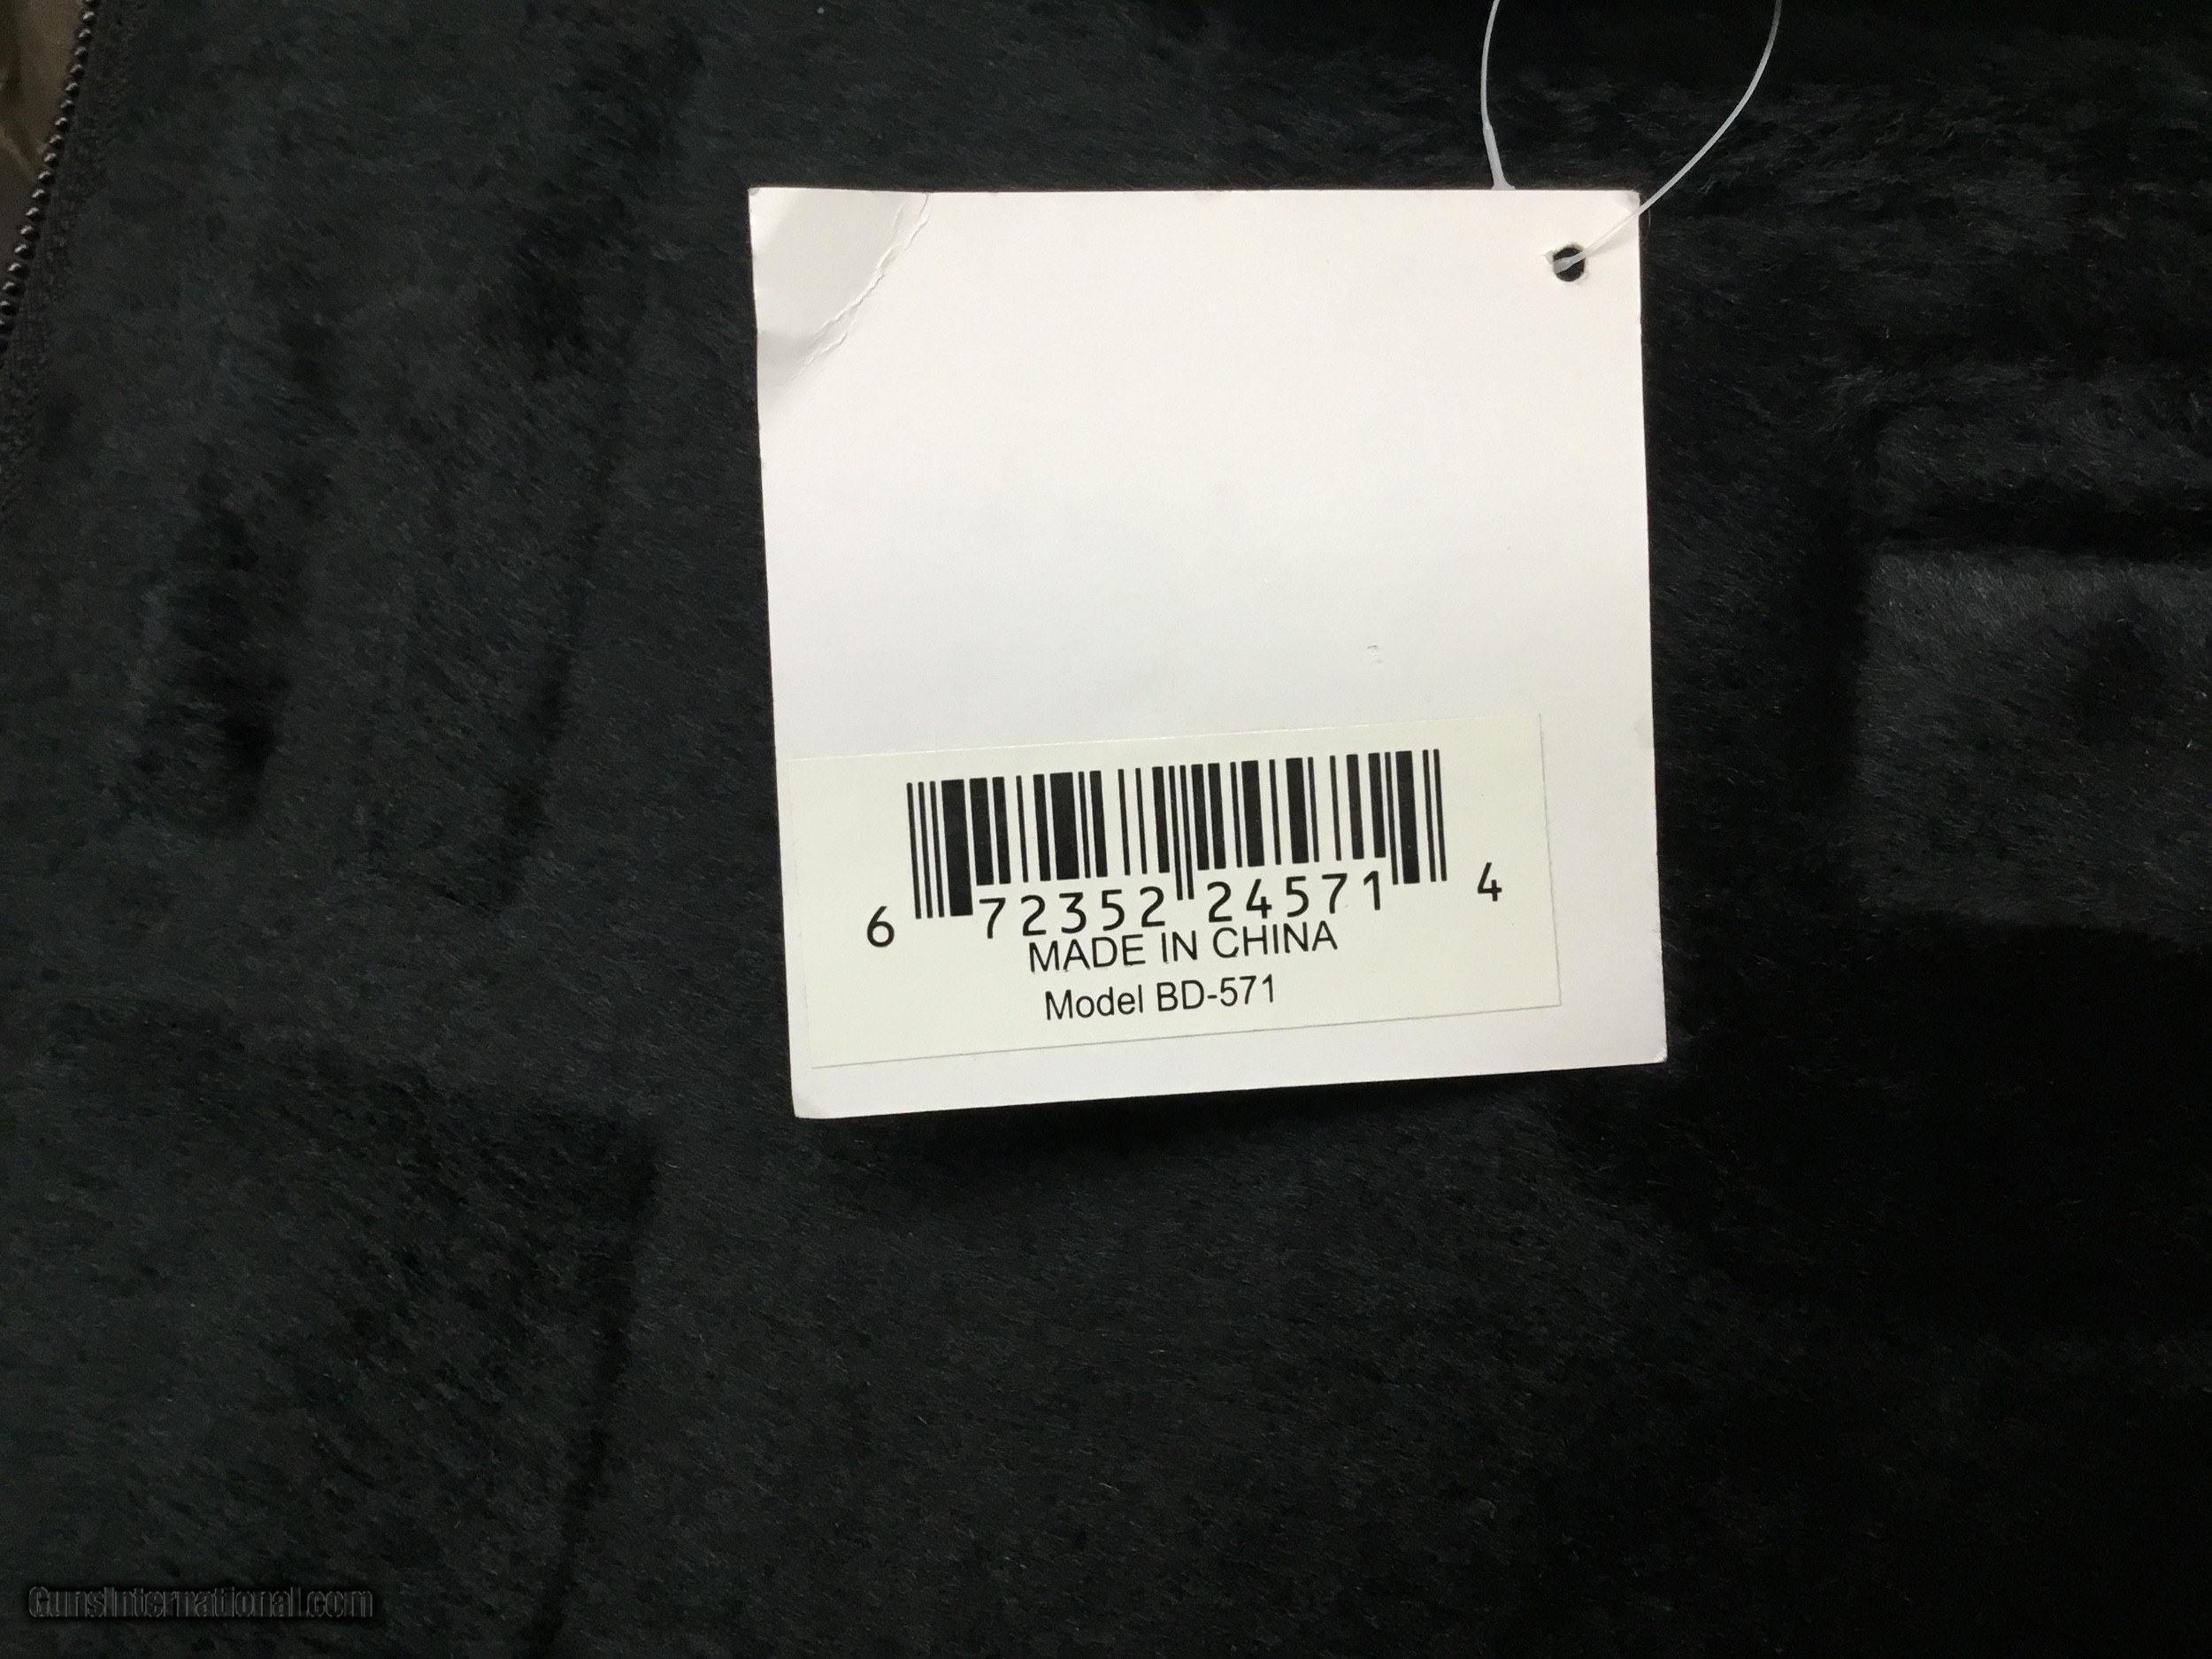 6 72352 24571 4
MADE IN CHINA
Model BD-571
GunsInternational.com